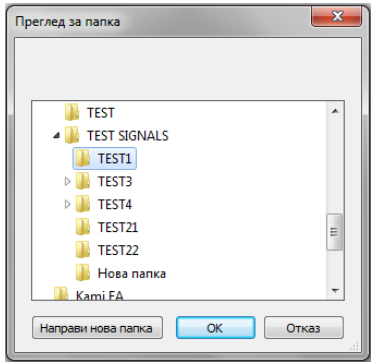 Преглед за папка
TEST
TEST SIGNALS
TEST1
TEST3
TEST4
TEST21
TEST22
Нова папка
Kami EA
Направи нова папка
OK
Отказ